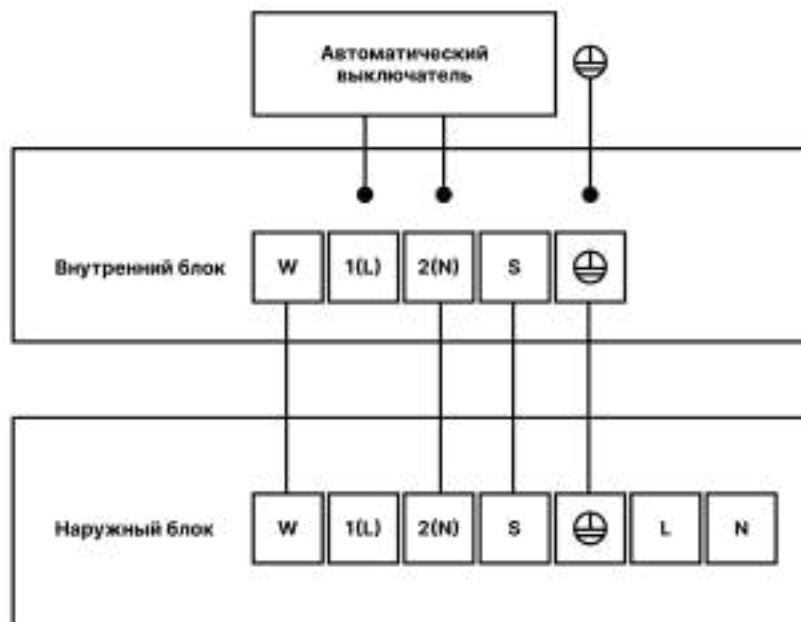 Автоматический
выключатель
Внутренний блок W 1(L) 2(N) S
Наружный блок W 1(L) 2(N) S L N